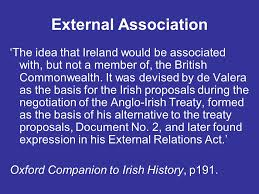 External Association
‘The idea that Ireland would be associated
with, but not a member of, the British
Commonwealth. It was devised by de Valera
as the basis for the Irish proposals during the
negotiation of the Anglo-Irish Treaty, formed
as the basis of his alternative to the treaty
proposals, Document No. 2, and later found
expression in his External Relations Act.’
Oxford Companion to Irish History, p191.